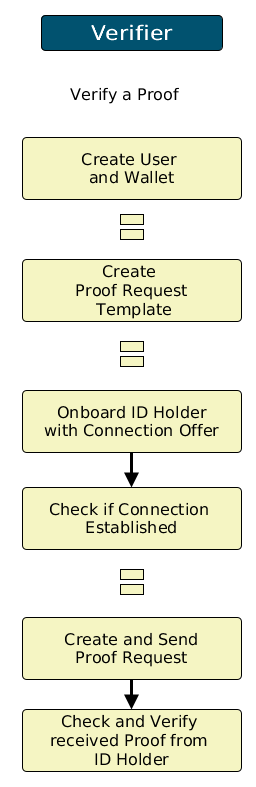 Verifier
Verify a Proof
Create User
and Wallet
Create
Proof Request
Template
Onboard ID Holder
with Connection Offer
Check if Connection
Established
Create and Send
Proof Request
Check and Verify
received Proof from
ID Holder